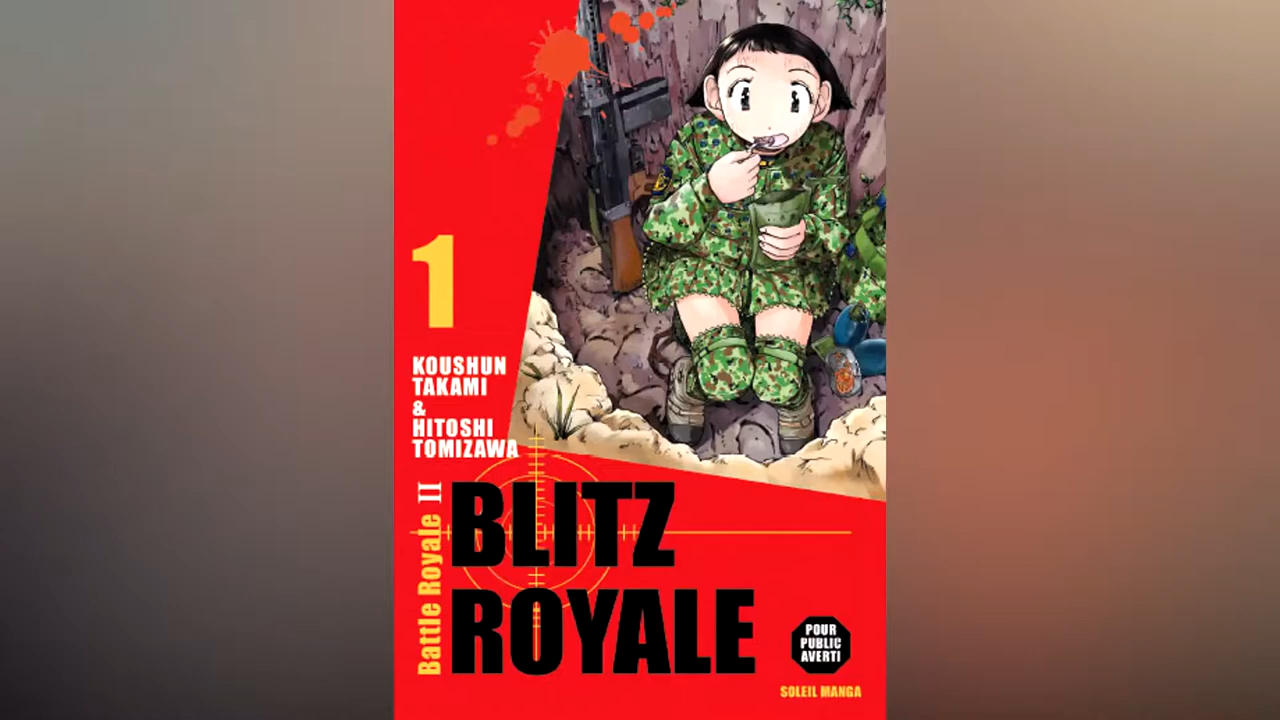 1
KOUSHUN
TAKAMI
&
HITOSHI
TOMIZAWA
Battle Royale II
BLITZ
ROYALE
POUR
PUBLIC
AVERTI
SOLEIL MANGA